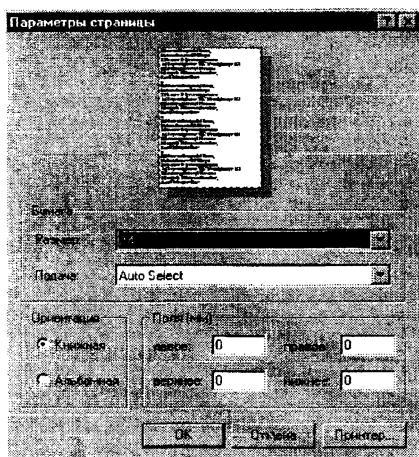 Параметры страницы
Бумага
Размер:
Подача: Auto Select
Ориентация
Поля (мм)
Книжная
левое: 0 правое: 0
Альбомная
верхнее: 0 нижнее: 0
OK Отмена Принтер...